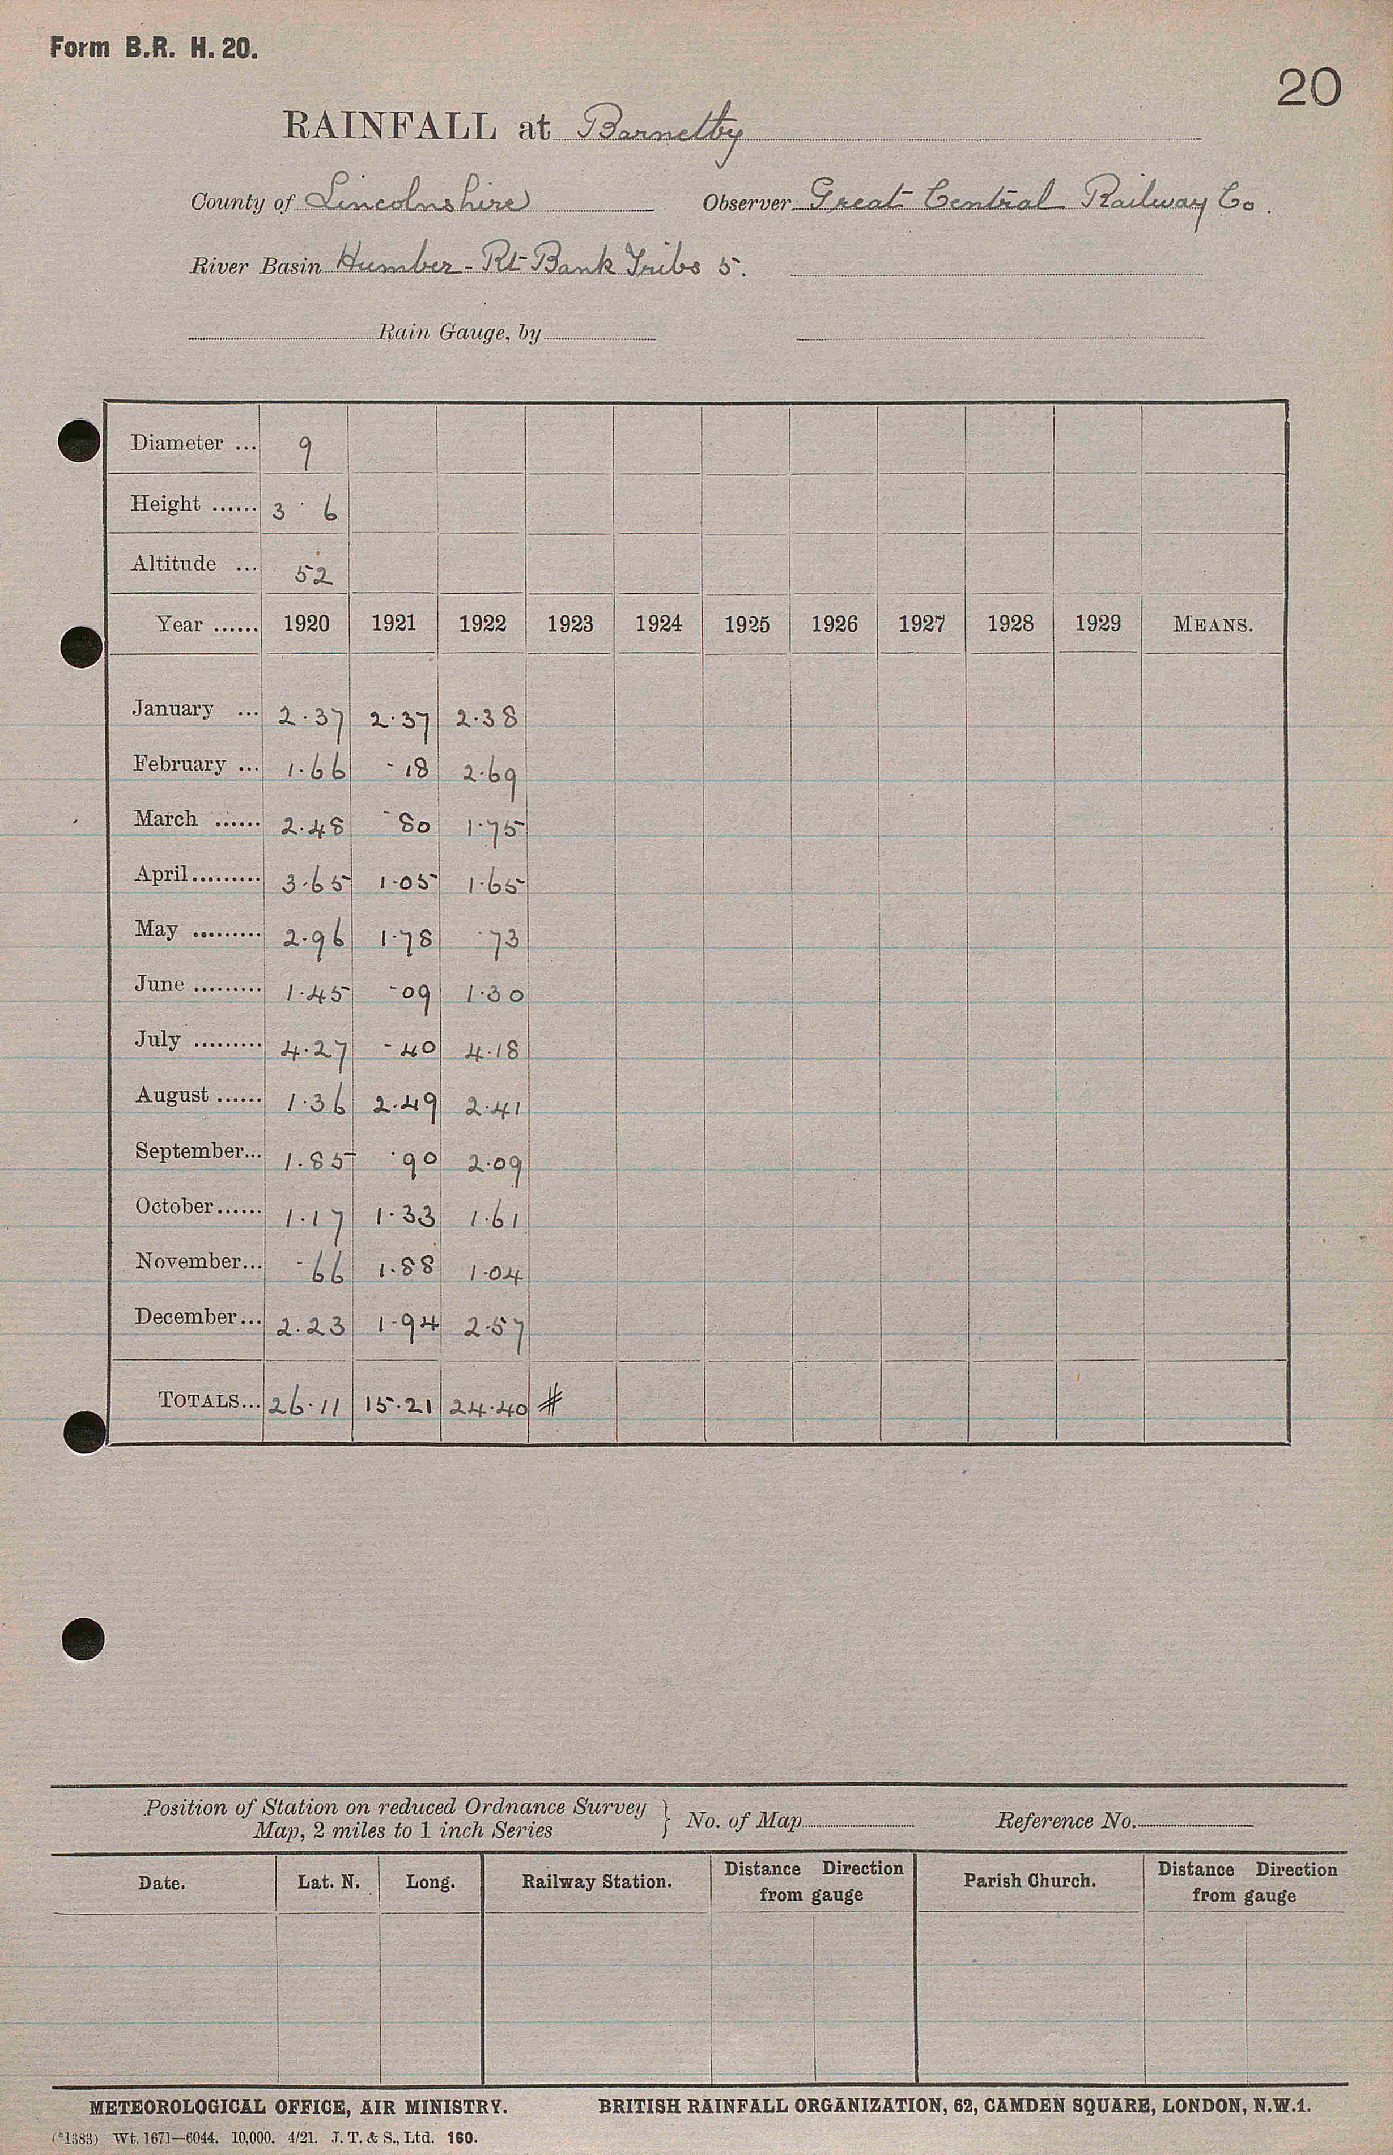 Form B.R. H. 20.
20
RAINFALL at Barnetby
County of Lincolnshire Observer Great Central Railway Co.
River Basin Humber - Rt Bank Tribs 5.
Rain Gauge, by
Diameter ... 9
Height ...... 3 · 6
Altitude ... 52
Year ...... 1920 1921 1922 1923 1924 1925 1926 1927 1928 1929 MEANS.
January ... 2.37 2.37 2.38
February ... 1.66 .18 2.69
March ...... 2.48 .80 1.75
April......... 3.65 1.05 1.65
May ......... 2.96 1.78 .73
June ......... 1.45 .09 1.30
July ......... 4.27 .40 4.18
August ...... 1.36 2.49 2.41
September... 1.85 .90 2.09
October...... 1.17 1.33 1.61
November... .66 1.88 1.04
December... 2.23 1.94 2.57
TOTALS... 26.11 15.21 24.40 #
Position of Station on reduced Ordnance Survey
Map, 2 miles to 1 inch Series } No. of Map Reference No.
Date. Lat. N. Long. Railway Station. Distance Direction from gauge Parish Church. Distance Direction from gauge
METEOROLOGICAL OFFICE, AIR MINISTRY. BRITISH RAINFALL ORGANIZATION, 62, CAMDEN SQUARE, LONDON, N.W.1.
(*1383) Wt. 1671—6044. 10,000. 4/21. J. T. & S., Ltd. 160.